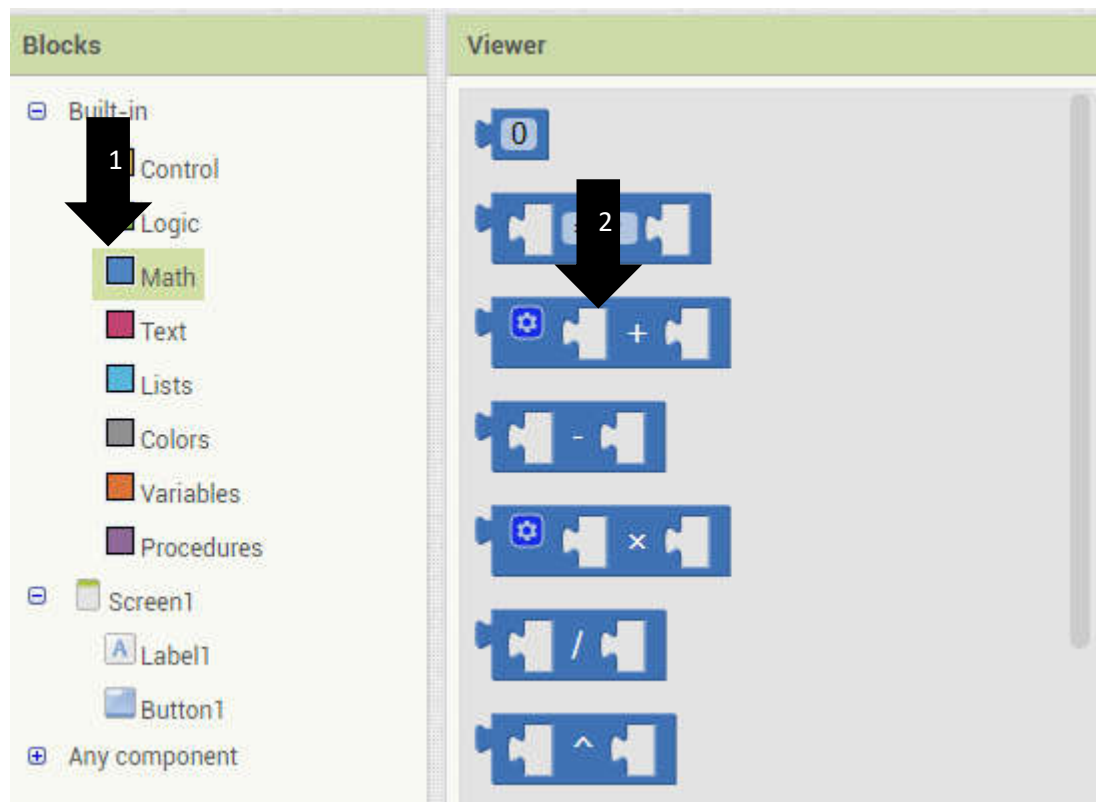 Blocks
Built-in
1
Control
Logic
Math
Text
Lists
Colors
Variables
Procedures
Screen1
A Label1
Button1
Any component
Viewer
0
2
+
-
×
/
^